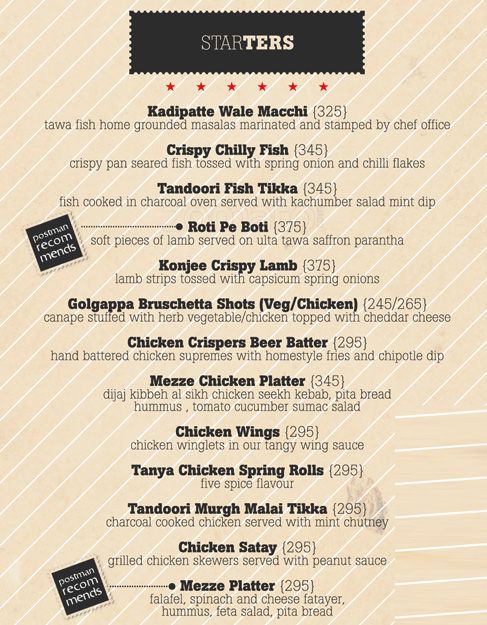 STARTERS
Kadipatte Wale Macchi {325}
tawa fish home grounded masalas marinated and stamped by chef office
Crispy Chilly Fish {345}
crispy pan seared fish tossed with spring onion and chilli flakes
Tandoori Fish Tikka {345}
fish cooked in charcoal oven served with kachumber salad mint dip
postman
recom
mends
Roti Pe Boti {375}
soft pieces of lamb served on ulta tawa saffron parantha
Konjee Crispy Lamb {375}
lamb strips tossed with capsicum spring onions
Golgappa Bruschetta Shots (Veg/Chicken) {245/265}
canape stuffed with herb vegetable/chicken topped with cheddar cheese
Chicken Crispers Beer Batter {295}
hand battered chicken supremes with homestyle fries and chipotle dip
Mezze Chicken Platter {345}
dijaj kibbeh al sikh chicken seekh kebab, pita bread
hummus , tomato cucumber sumac salad
Chicken Wings {295}
chicken winglets in our tangy wing sauce
Tanya Chicken Spring Rolls {295}
five spice flavour
Tandoori Murgh Malai Tikka {295}
charcoal cooked chicken served with mint chutney
Chicken Satay {295}
grilled chicken skewers served with peanut sauce
postman
recom
mends
Mezze Platter {295}
falafel, spinach and cheese fatayer,
hummus, feta salad, pita bread